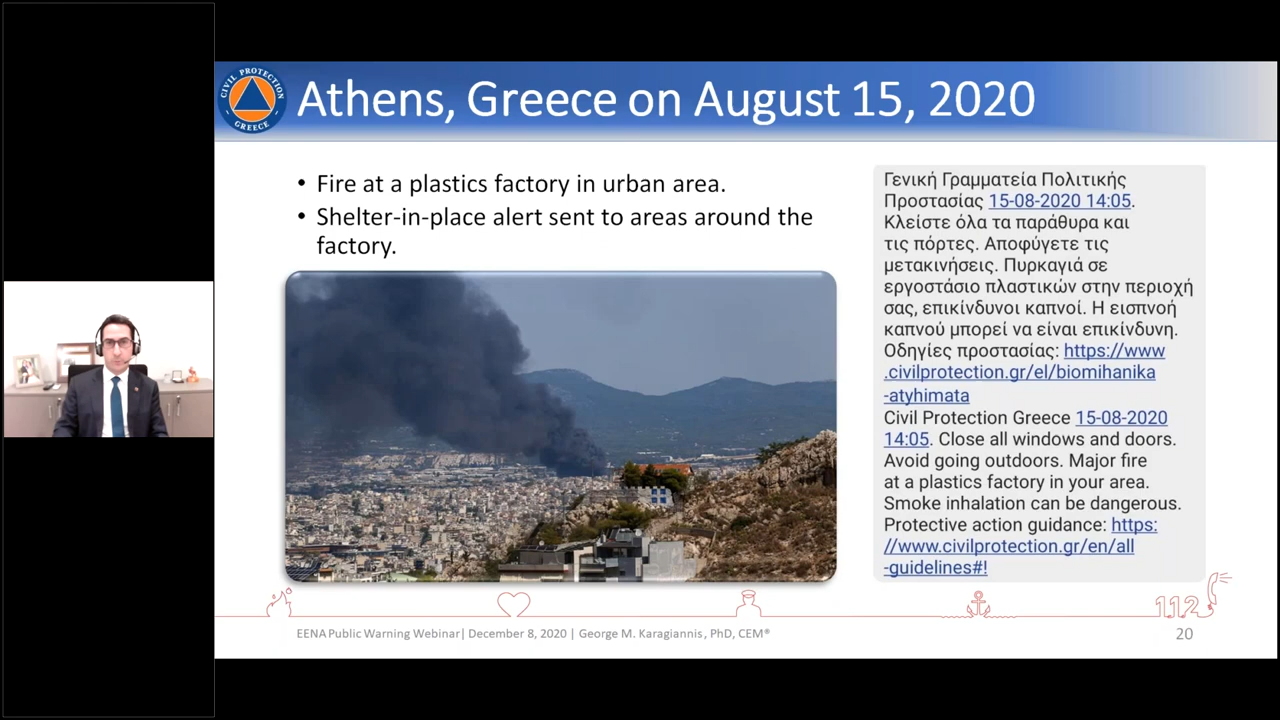 CIVIL PROTECTION
GREECE
Athens, Greece on August 15, 2020
• Fire at a plastics factory in urban area.
• Shelter-in-place alert sent to areas around the
factory.
Γενική Γραμματεία Πολιτικής
Προστασίας 15-08-2020 14:05.
Κλείστε όλα τα παράθυρα και
τις πόρτες. Αποφύγετε τις
μετακινήσεις. Πυρκαγιά σε
εργοστάσιο πλαστικών στην περιοχή
σας, επικίνδυνοι καπνοί. Η εισπνοή
καπνού μπορεί να είναι επικίνδυνη.
Οδηγίες προστασίας: https://www
.civilprotection.gr/el/biomihanika
-atyhimata
Civil Protection Greece 15-08-2020
14:05. Close all windows and doors.
Avoid going outdoors. Major fire
at a plastics factory in your area.
Smoke inhalation can be dangerous.
Protective action guidance: https:
//www.civilprotection.gr/en/all
-guidelines#!
112
EENA Public Warning Webinar| December 8, 2020 | George M. Karagiannis, PhD, CEM®
20